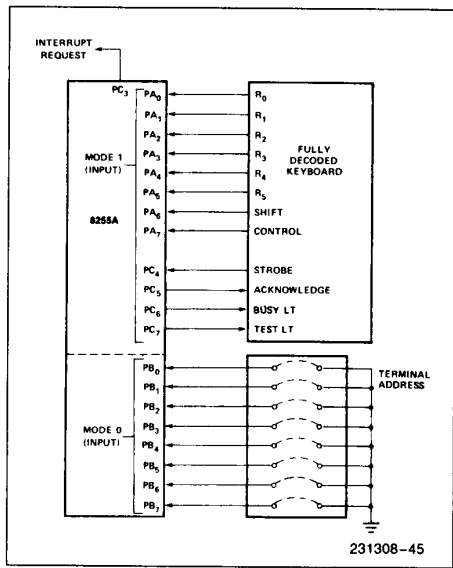 INTERRUPT
REQUEST
PC3
MODE 1
(INPUT)
8255A
PA0
PA1
PA2
PA3
PA4
PA5
PA6
PA7
PC4
PC5
PC6
PC7
R0
R1
R2
R3
R4
R5
SHIFT
CONTROL
STROBE
ACKNOWLEDGE
BUSY LT
TEST LT
FULLY
DECODED
KEYBOARD
MODE 0
(INPUT)
PB0
PB1
PB2
PB3
PB4
PB5
PB6
PB7
TERMINAL
ADDRESS
231308-45